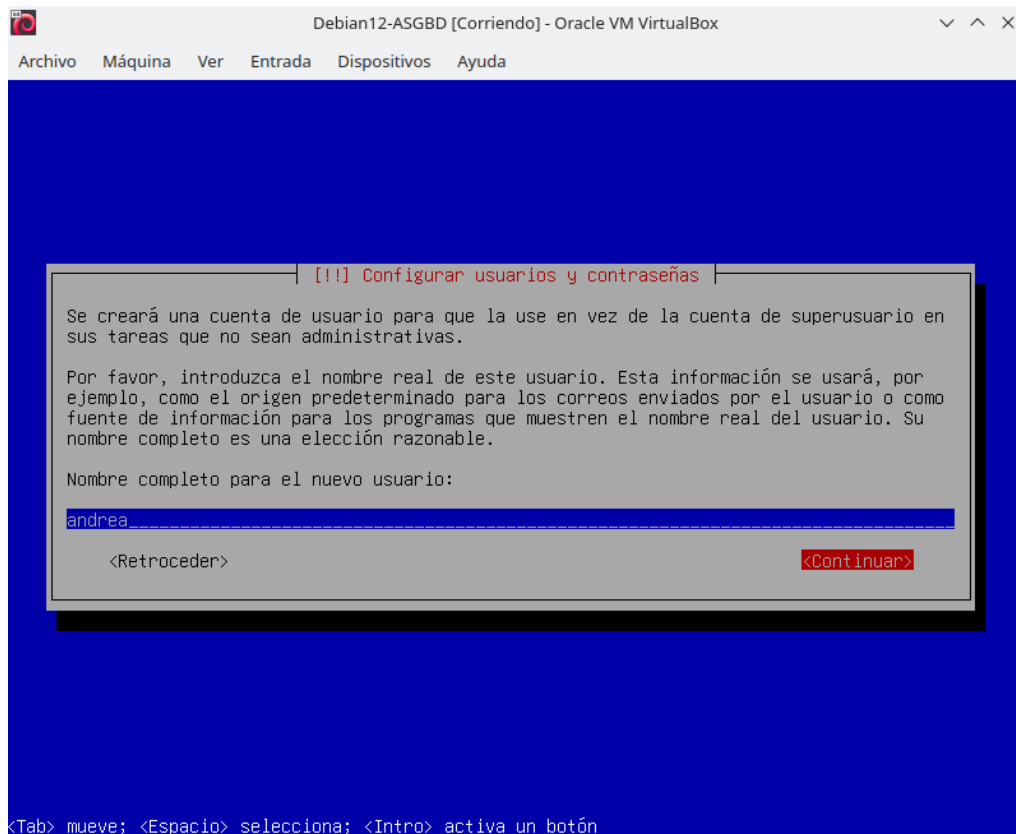 Debian12-ASGBD [Corriendo] - Oracle VM VirtualBox
Archivo Máquina Ver Entrada Dispositivos Ayuda
[!!] Configurar usuarios y contraseñas
Se creará una cuenta de usuario para que la use en vez de la cuenta de superusuario en
sus tareas que no sean administrativas.
Por favor, introduzca el nombre real de este usuario. Esta información se usará, por
ejemplo, como el origen predeterminado para los correos enviados por el usuario o como
fuente de información para los programas que muestren el nombre real del usuario. Su
nombre completo es una elección razonable.
Nombre completo para el nuevo usuario:
andrea
<Retroceder> <Continuar>
<Tab> mueve; <Espacio> selecciona; <Intro> activa un botón